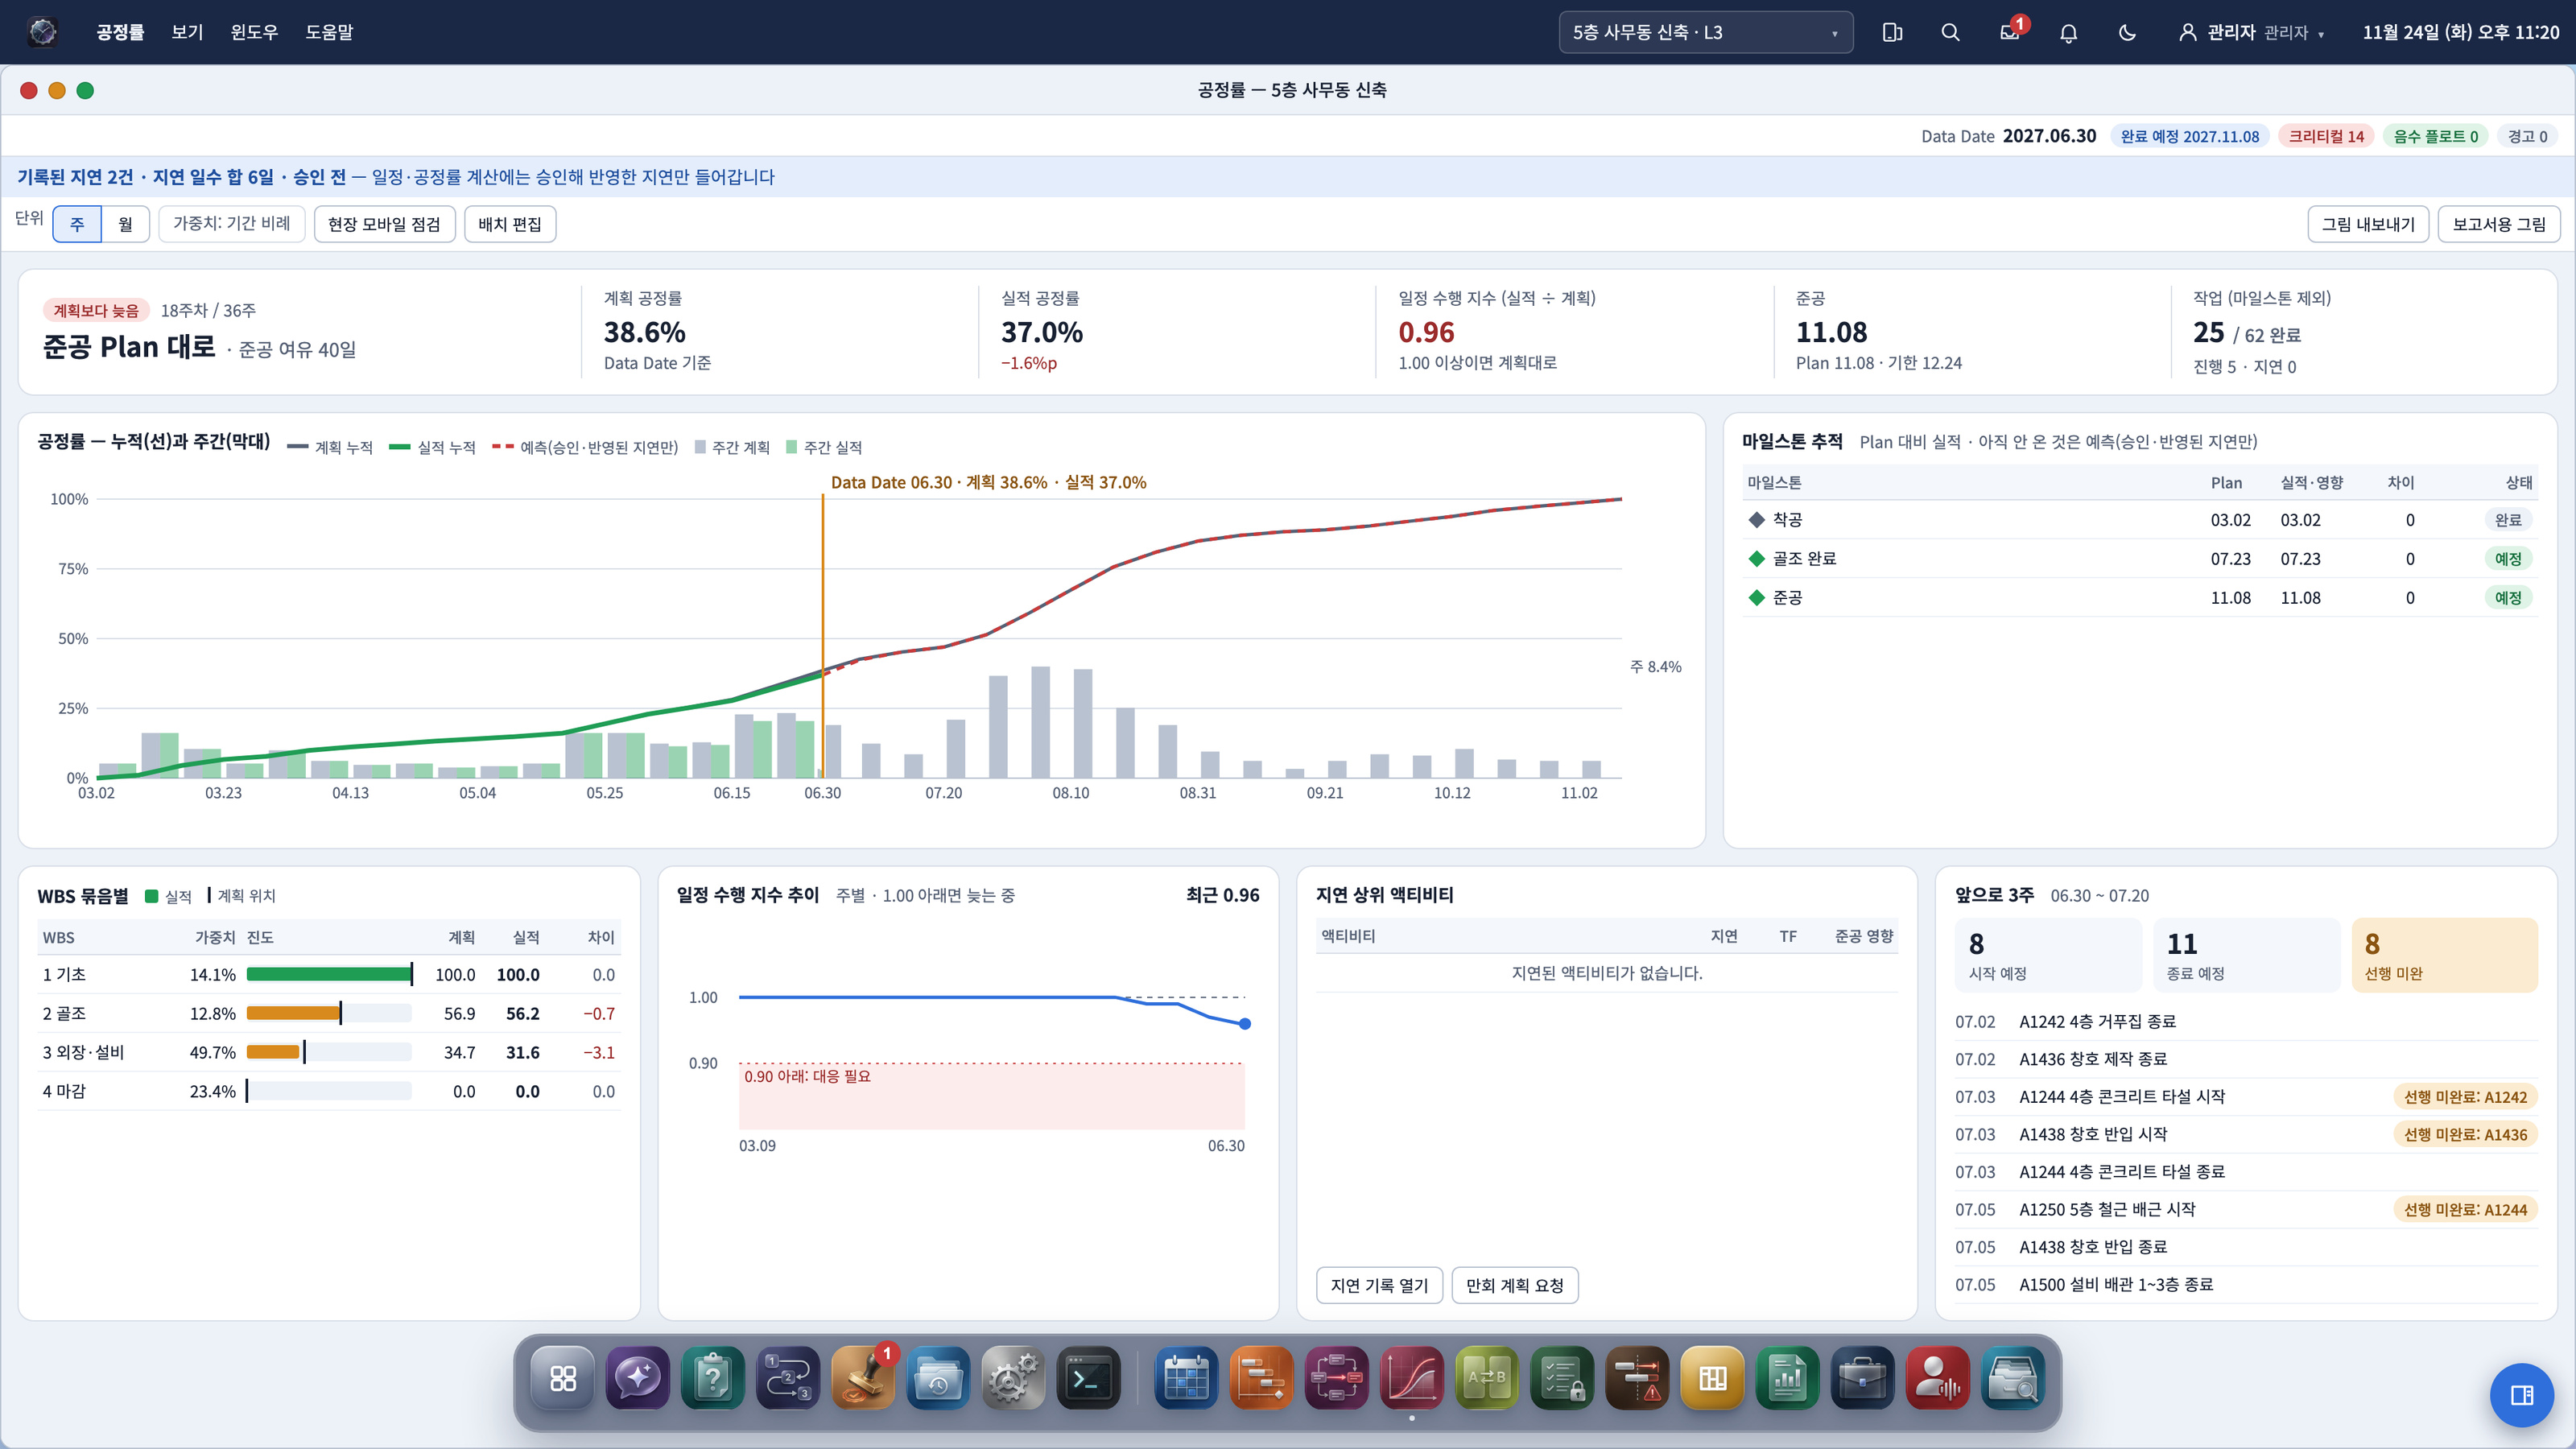 공정률 보기 윈도우 도움말 5층 사무동 신축 · L3 1 관리자 관리자 11월 24일 (화) 오후 11:20
공정률 — 5층 사무동 신축
Data Date 2027.06.30 완료 예정 2027.11.08 크리티컬 14 음수 플로트 0 경고 0
기록된 지연 2건 · 지연 일수 합 6일 · 승인 전 — 일정·공정률 계산에는 승인해 반영한 지연만 들어갑니다
단위 주 월 가중치: 기간 비례 현장 모바일 점검 배치 편집 그림 내보내기 보고서용 그림
계획보다 늦음 18주차 / 36주
준공 Plan 대로 · 준공 여유 40일
계획 공정률
38.6%
Data Date 기준
실적 공정률
37.0%
−1.6%p
일정 수행 지수 (실적 ÷ 계획)
0.96
1.00 이상이면 계획대로
준공
11.08
Plan 11.08 · 기한 12.24
작업 (마일스톤 제외)
25 / 62 완료
진행 5 · 지연 0
공정률 — 누적(선)과 주간(막대) 계획 누적 실적 누적 예측(승인·반영된 지연만) 주간 계획 주간 실적
Data Date 06.30 · 계획 38.6% · 실적 37.0%
100%
75%
50%
주 8.4%
25%
0%
03.02 03.23 04.13 05.04 05.25 06.15 06.30 07.20 08.10 08.31 09.21 10.12 11.02
마일스톤 추적 Plan 대비 실적 · 아직 안 온 것은 예측(승인·반영된 지연만)
마일스톤 Plan 실적·영향 차이 상태
착공 03.02 03.02 0 완료
골조 완료 07.23 07.23 0 예정
준공 11.08 11.08 0 예정
WBS 묶음별 실적 계획 위치
WBS 가중치 진도 계획 실적 차이
1 기초 14.1% 100.0 100.0 0.0
2 골조 12.8% 56.9 56.2 −0.7
3 외장·설비 49.7% 34.7 31.6 −3.1
4 마감 23.4% 0.0 0.0 0.0
일정 수행 지수 추이 주별 · 1.00 아래면 늦는 중 최근 0.96
1.00
0.90
0.90 아래: 대응 필요
03.09 06.30
지연 상위 액티비티
액티비티 지연 TF 준공 영향
지연된 액티비티가 없습니다.
지연 기록 열기 만회 계획 요청
앞으로 3주 06.30 ~ 07.20
8 11 8
시작 예정 종료 예정 선행 미완
07.02 A1242 4층 거푸집 종료
07.02 A1436 창호 제작 종료
07.03 A1244 4층 콘크리트 타설 시작 선행 미완료: A1242
07.03 A1438 창호 반입 시작 선행 미완료: A1436
07.03 A1244 4층 콘크리트 타설 종료
07.05 A1250 5층 철근 배근 시작 선행 미완료: A1244
07.05 A1438 창호 반입 종료
07.05 A1500 설비 배관 1~3층 종료
1 2 3 1 A⇄B